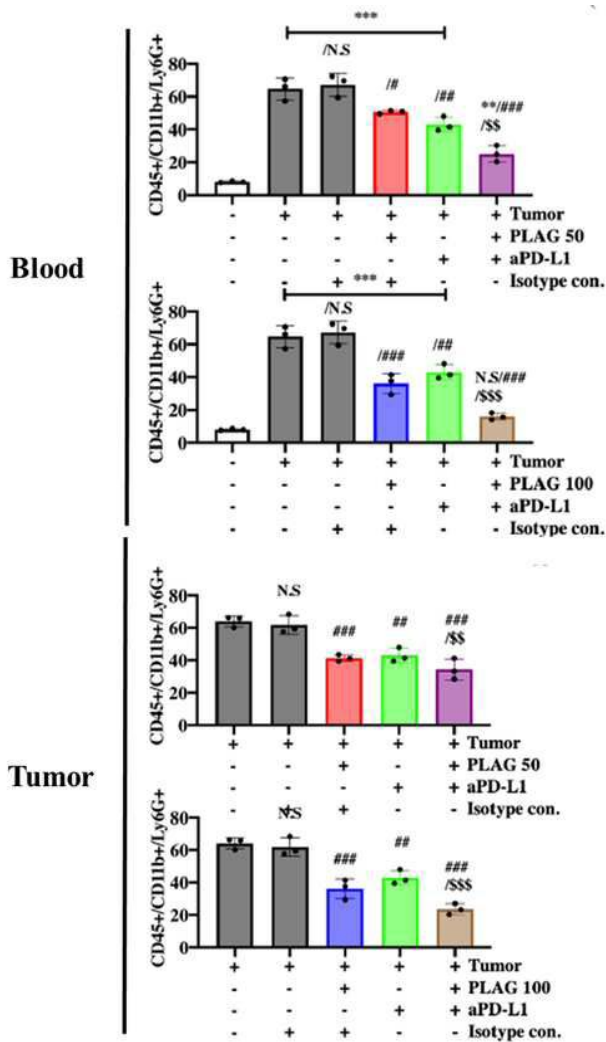 Blood
Tumor
***
/N.S
/#
/##
**/###
/$$
CD45+/CD11b+/Ly6G+
80
60
40
20
0
- + + + + + Tumor
- - - + - + PLAG 50
- - - - + + aPD-L1
- - + + - - Isotype con.
***
/N.S
/###
/##
N.S/###
/$$$
CD45+/CD11b+/Ly6G+
80
60
40
20
0
- + + + + + Tumor
- - - + - + PLAG 100
- - - - + + aPD-L1
- - + + - - Isotype con.
N.S
###
##
###
/$$
CD45+/CD11b+/Ly6G+
80
60
40
20
0
+ + + + + Tumor
- - + - + PLAG 50
- - - + + aPD-L1
- + + - - Isotype con.
N.S
###
##
###
/$$$
CD45+/CD11b+/Ly6G+
80
60
40
20
0
+ + + + + Tumor
- - + - + PLAG 100
- - - + + aPD-L1
- + + - - Isotype con.